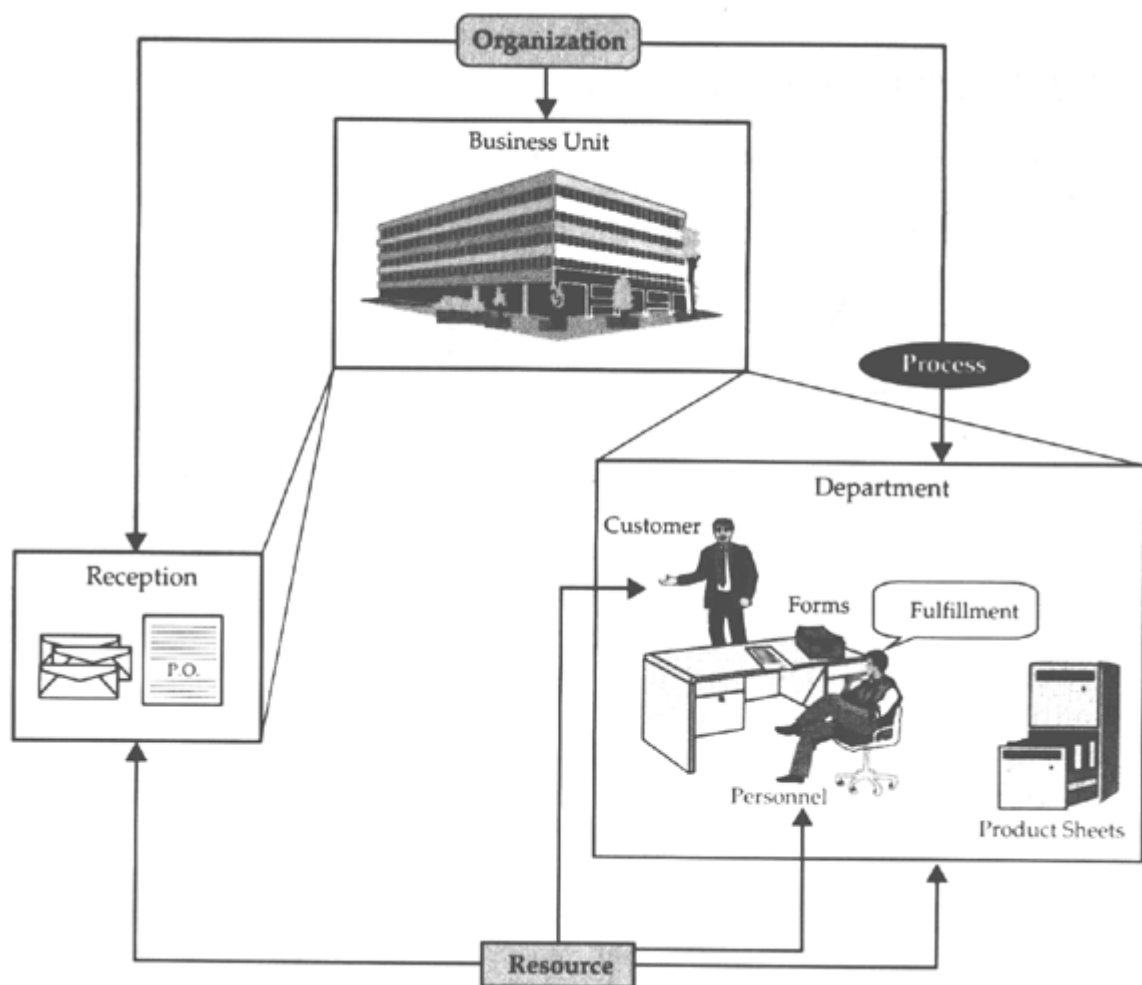 Organization
Business Unit
Process
Department
Customer
Reception
Forms
Fulfillment
P.O.
Personnel
Product Sheets
Resource